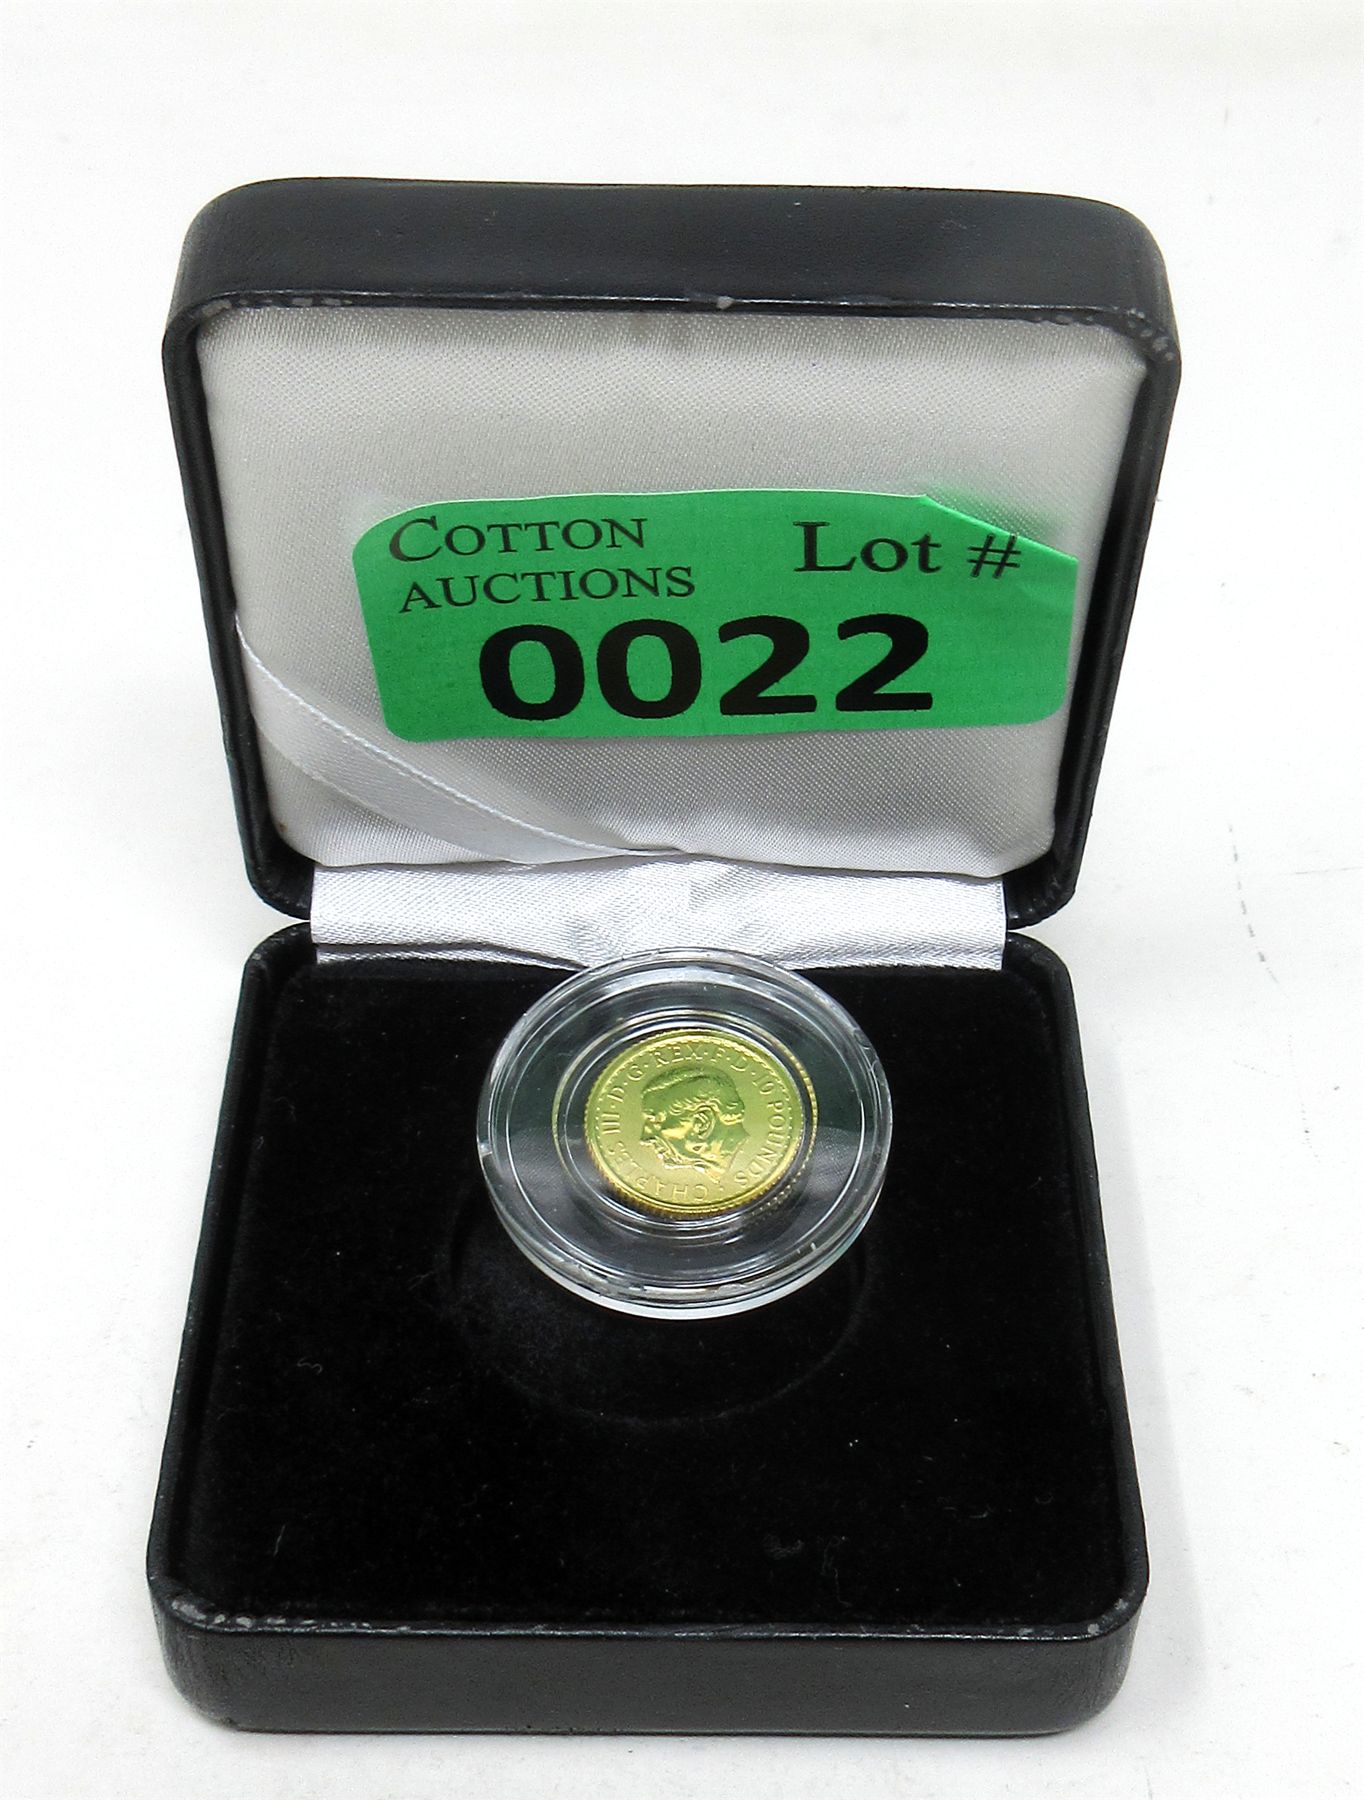 COTTON
AUCTIONS
Lot #
0022
CHARLES III · D · G · REX · F · D · 10 POUNDS ·